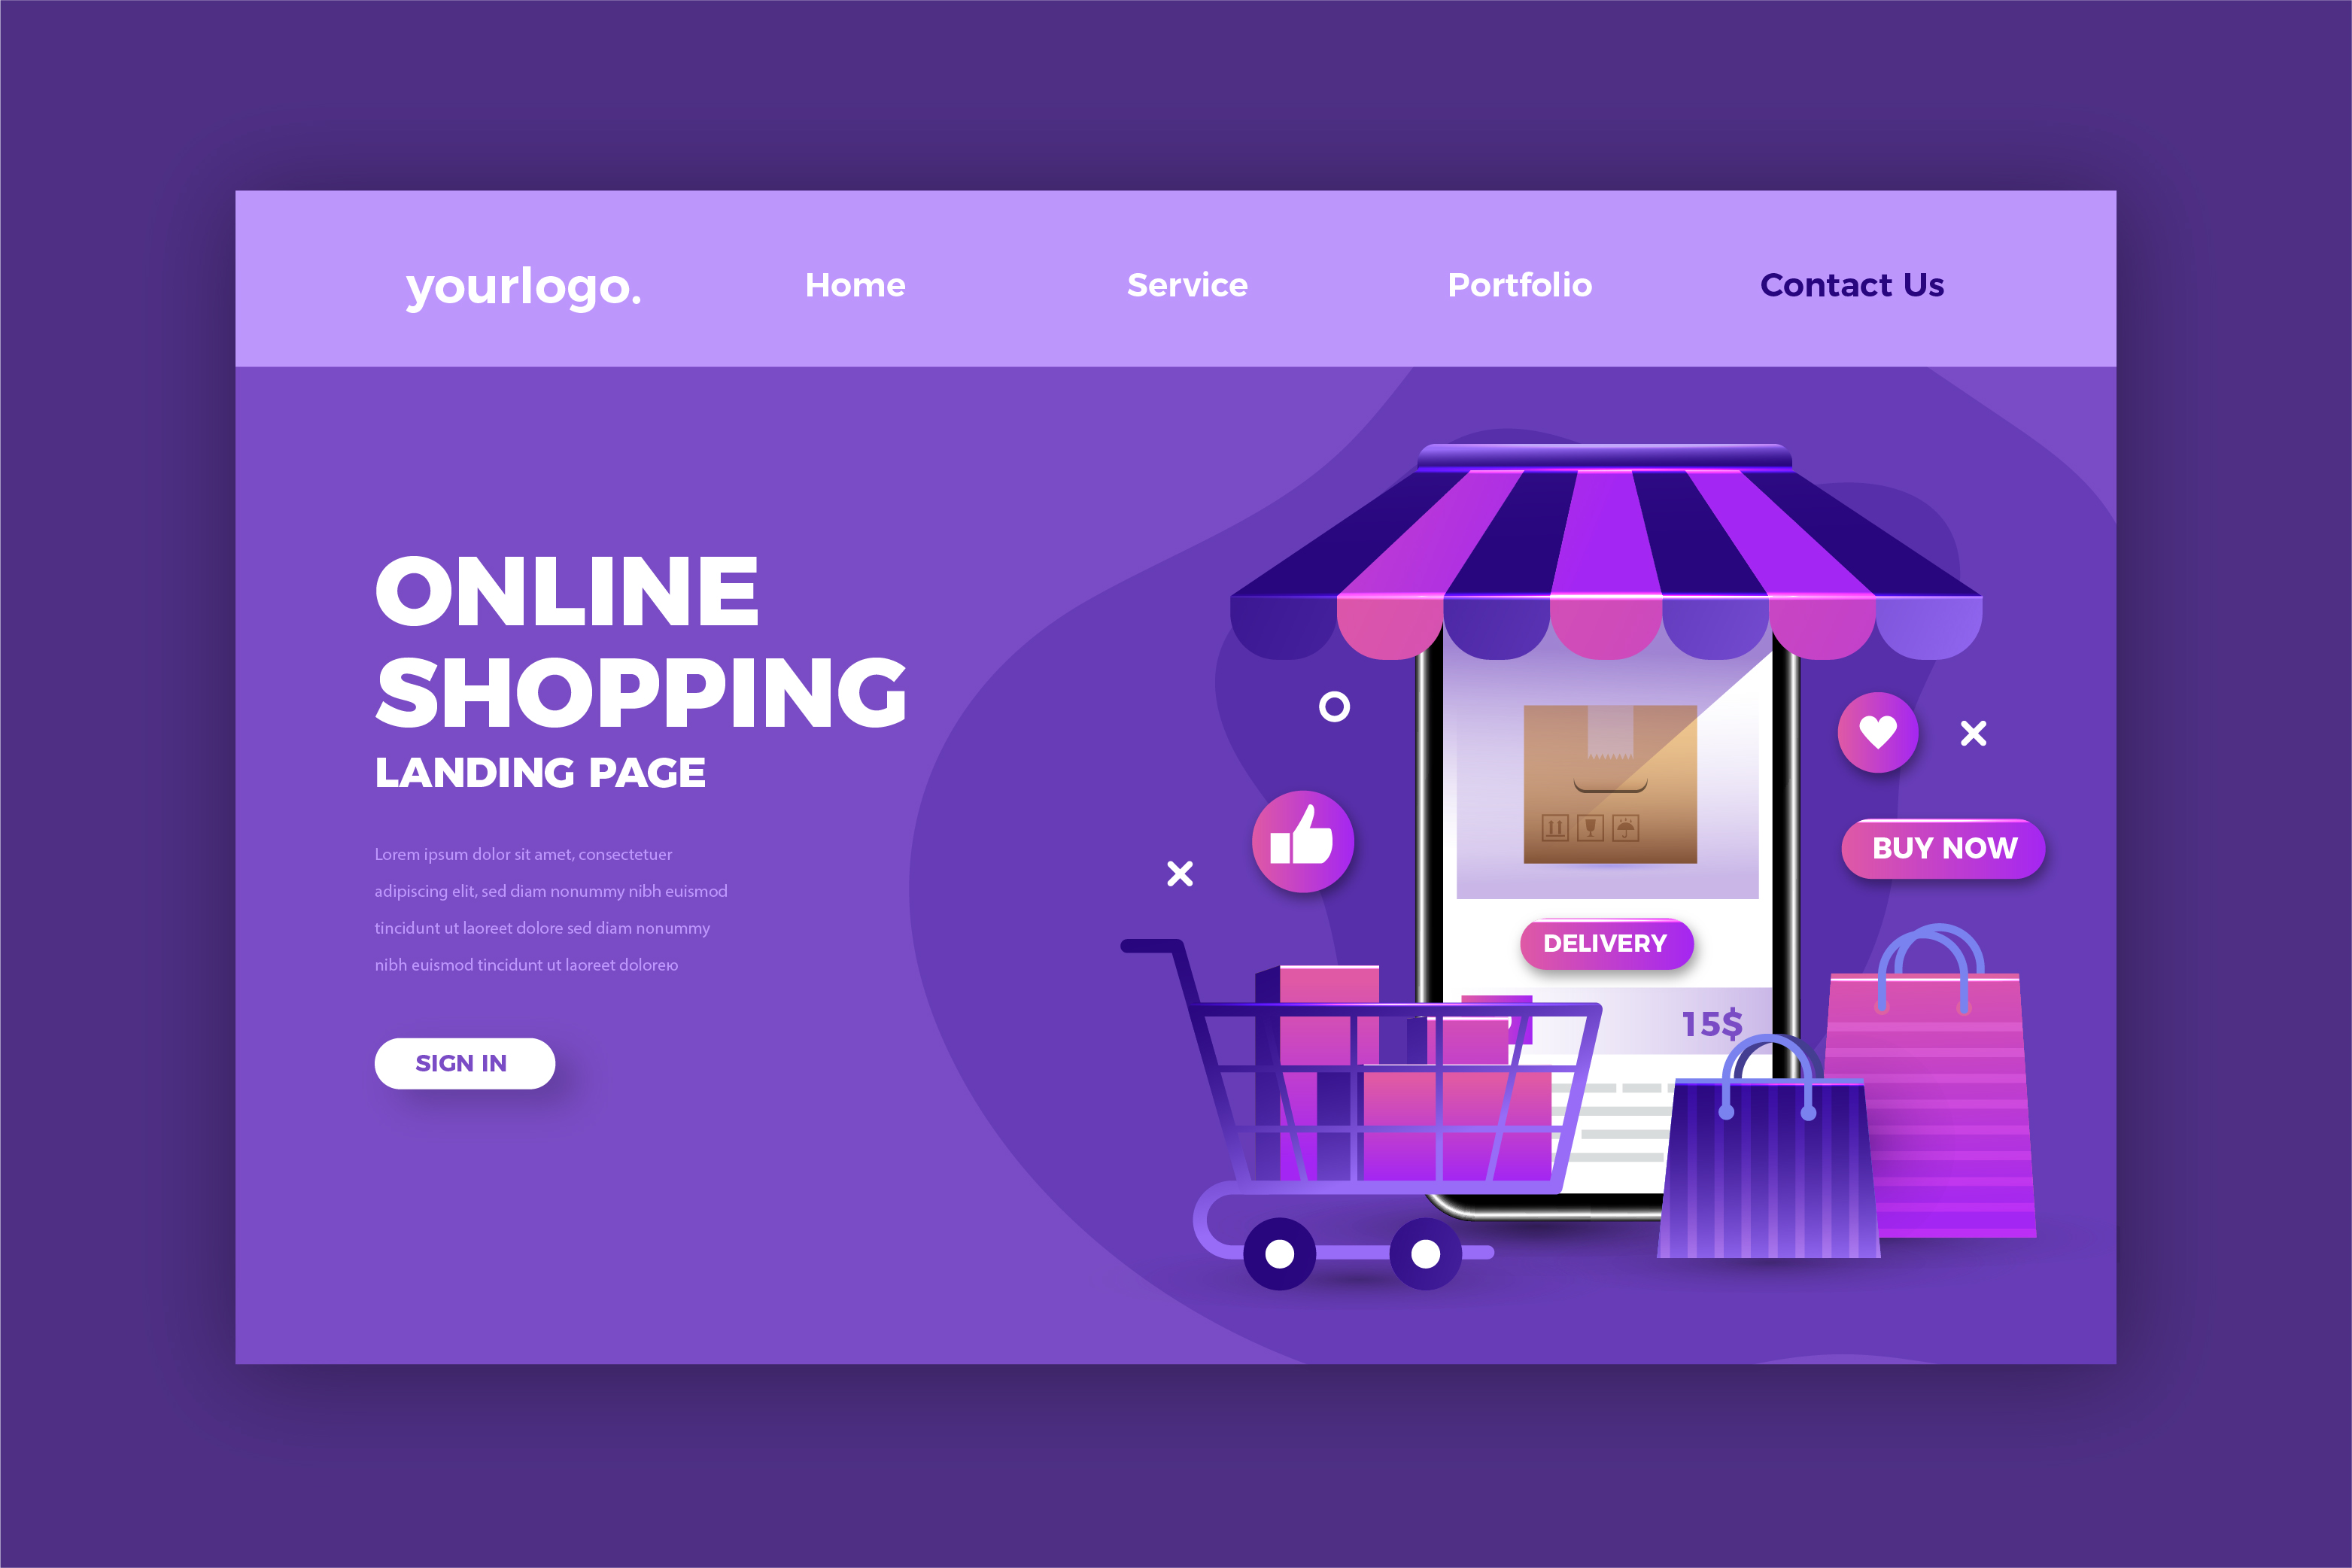 yourlogo.
Home
Service
Portfolio
Contact Us
ONLINE
SHOPPING
LANDING PAGE
Lorem ipsum dolor sit amet, consectetuer
adipiscing elit, sed diam nonummy nibh euismod
tincidunt ut laoreet dolore sed diam nonummy
nibh euismod tincidunt ut laoreet doloreю
SIGN IN
BUY NOW
DELIVERY
15$